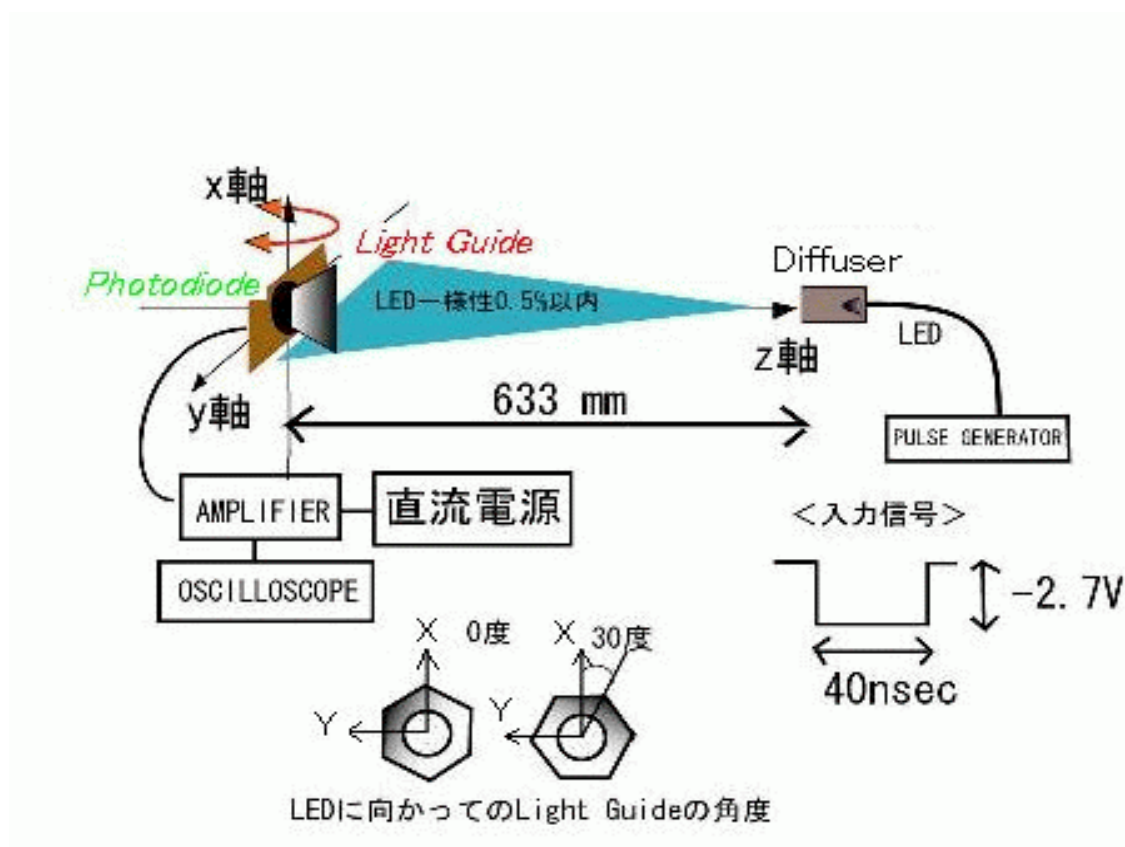 x軸
Light Guide
Photodiode
LED一様性0.5%以内
Diffuser
LED
z軸
y軸
633 mm
PULSE GENERATOR
AMPLIFIER
直流電源
OSCILLOSCOPE
＜入力信号＞
-2.7V
40nsec
X 0度
X 30度
Y
Y
LEDに向かってのLight Guideの角度